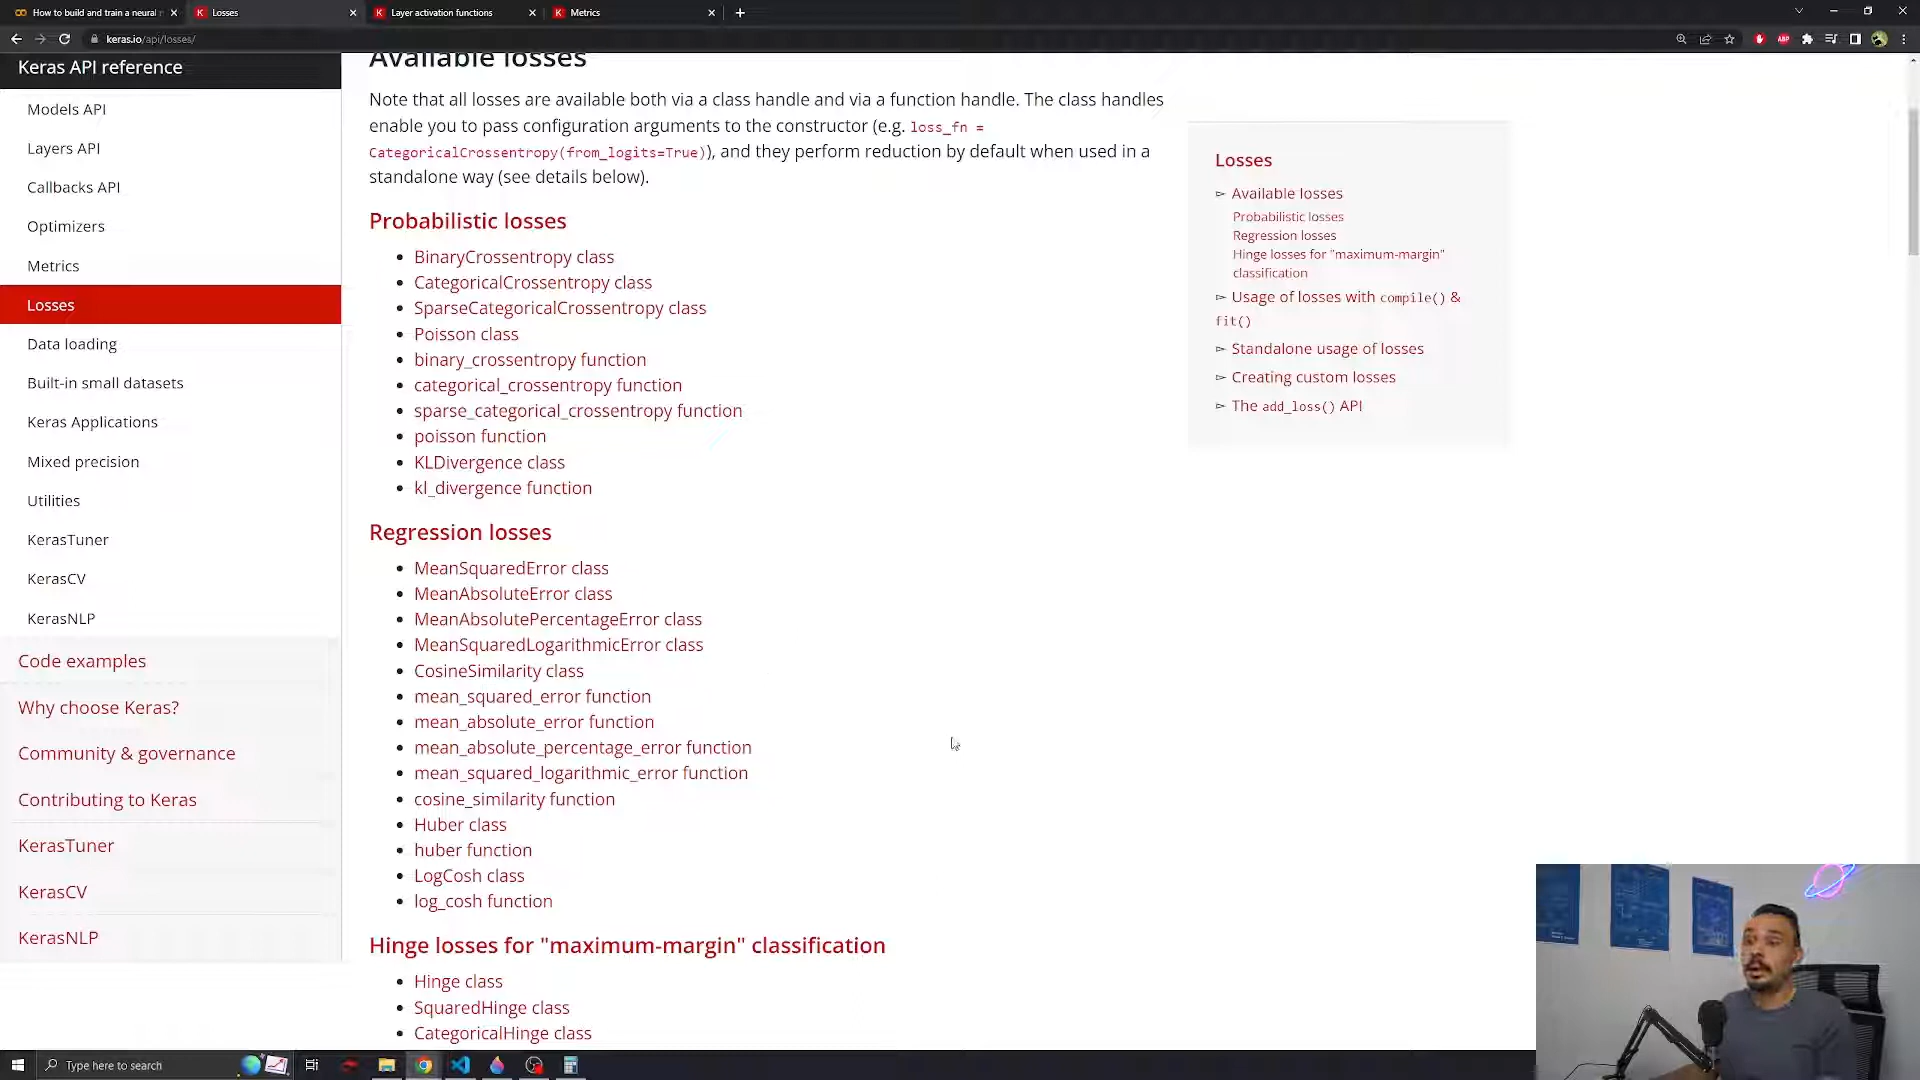 How to build and train a neural
Losses
Layer activation functions
Metrics
keras.io/api/losses/
Keras API reference
Models API
Layers API
Callbacks API
Optimizers
Metrics
Losses
Data loading
Built-in small datasets
Keras Applications
Mixed precision
Utilities
KerasTuner
KerasCV
KerasNLP
Code examples
Why choose Keras?
Community & governance
Contributing to Keras
KerasTuner
KerasCV
KerasNLP
Available losses
Note that all losses are available both via a class handle and via a function handle. The class handles
enable you to pass configuration arguments to the constructor (e.g. loss_fn =
CategoricalCrossentropy(from_logits=True)), and they perform reduction by default when used in a
standalone way (see details below).
Probabilistic losses
• BinaryCrossentropy class
• CategoricalCrossentropy class
• SparseCategoricalCrossentropy class
• Poisson class
• binary_crossentropy function
• categorical_crossentropy function
• sparse_categorical_crossentropy function
• poisson function
• KLDivergence class
• kl_divergence function
Regression losses
• MeanSquaredError class
• MeanAbsoluteError class
• MeanAbsolutePercentageError class
• MeanSquaredLogarithmicError class
• CosineSimilarity class
• mean_squared_error function
• mean_absolute_error function
• mean_absolute_percentage_error function
• mean_squared_logarithmic_error function
• cosine_similarity function
• Huber class
• huber function
• LogCosh class
• log_cosh function
Hinge losses for "maximum-margin" classification
• Hinge class
• SquaredHinge class
• CategoricalHinge class
Losses
► Available losses
Probabilistic losses
Regression losses
Hinge losses for "maximum-margin"
classification
► Usage of losses with compile() &
fit()
► Standalone usage of losses
► Creating custom losses
► The add_loss() API
Type here to search